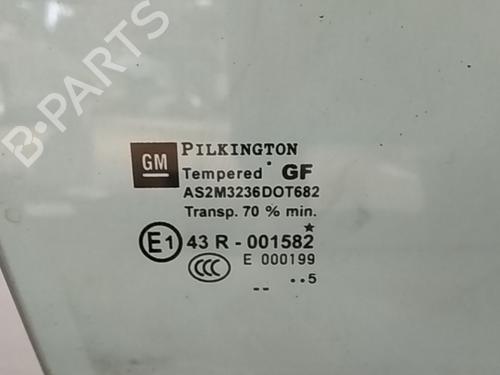 GM PILKINGTON
Tempered GF
AS2M3236DOT682
Transp. 70 % min.
E1 43 R - 001582
CCC E 000199
-- ..5
B-PARTS